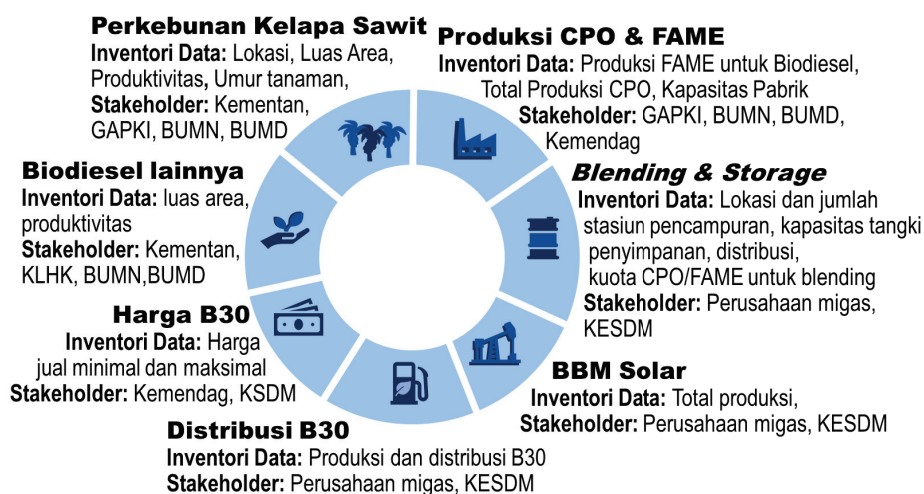 Perkebunan Kelapa Sawit
Inventori Data: Lokasi, Luas Area,
Produktivitas, Umur tanaman,
Stakeholder: Kementan,
GAPKI, BUMN, BUMD
Produksi CPO & FAME
Inventori Data: Produksi FAME untuk Biodiesel,
Total Produksi CPO, Kapasitas Pabrik
Stakeholder: GAPKI, BUMN, BUMD,
Kemendag
Biodiesel lainnya
Inventori Data: luas area,
produktivitas
Stakeholder: Kementan,
KLHK, BUMN,BUMD
Blending & Storage
Inventori Data: Lokasi dan jumlah
stasiun pencampuran, kapasitas tangki
penyimpanan, distribusi,
kuota CPO/FAME untuk blending
Stakeholder: Perusahaan migas,
KESDM
Harga B30
Inventori Data: Harga
jual minimal dan maksimal
Stakeholder: Kemendag, KSDM
BBM Solar
Inventori Data: Total produksi,
Stakeholder: Perusahaan migas, KESDM
Distribusi B30
Inventori Data: Produksi dan distribusi B30
Stakeholder: Perusahaan migas, KESDM